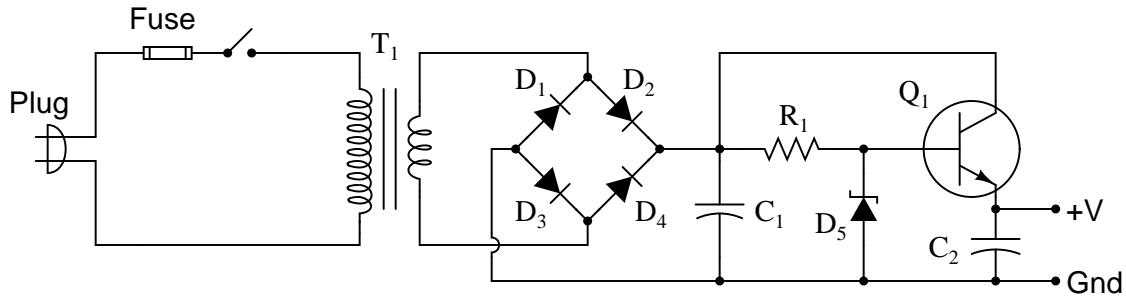 Fuse
Plug
T1
D1
D2
D3
D4
R1
C1
D5
Q1
C2
+V
Gnd